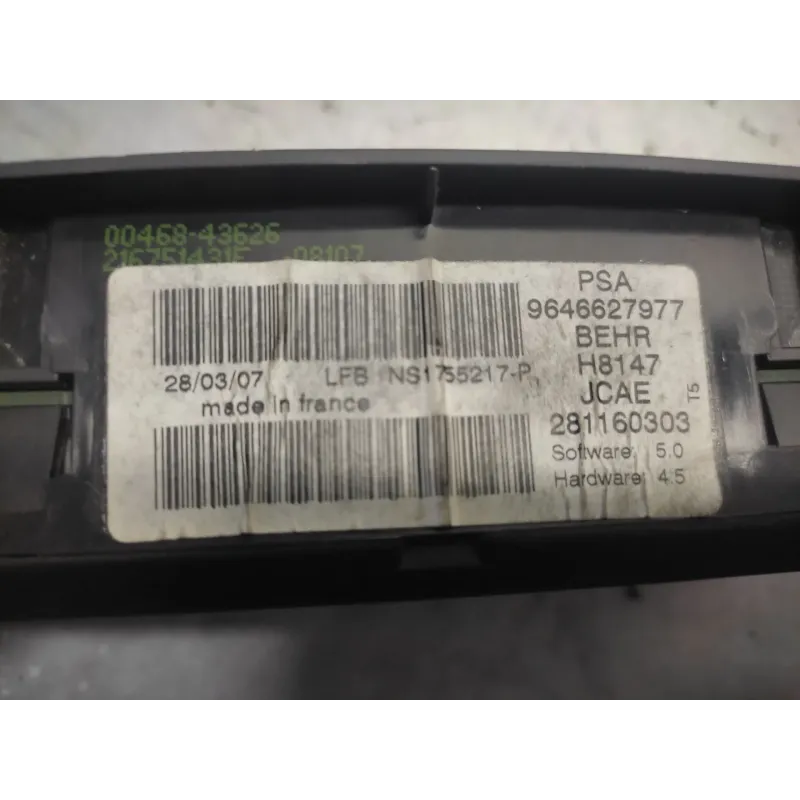 00468-43626
28/03/07 LFB NS1755217-P
made in france
PSA
9646627977
BEHR
H8147
JCAE
281160303
Software: 5.0
Hardware: 4.5
T5